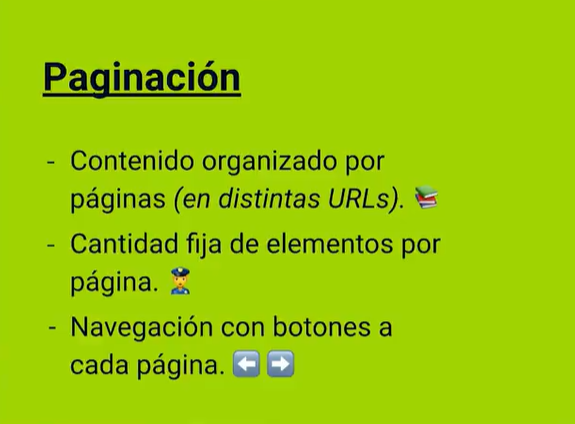 Paginación
- Contenido organizado por
páginas (en distintas URLs). 📚
- Cantidad fija de elementos por
página. 👮
- Navegación con botones a
cada página. ⬅️ ➡️